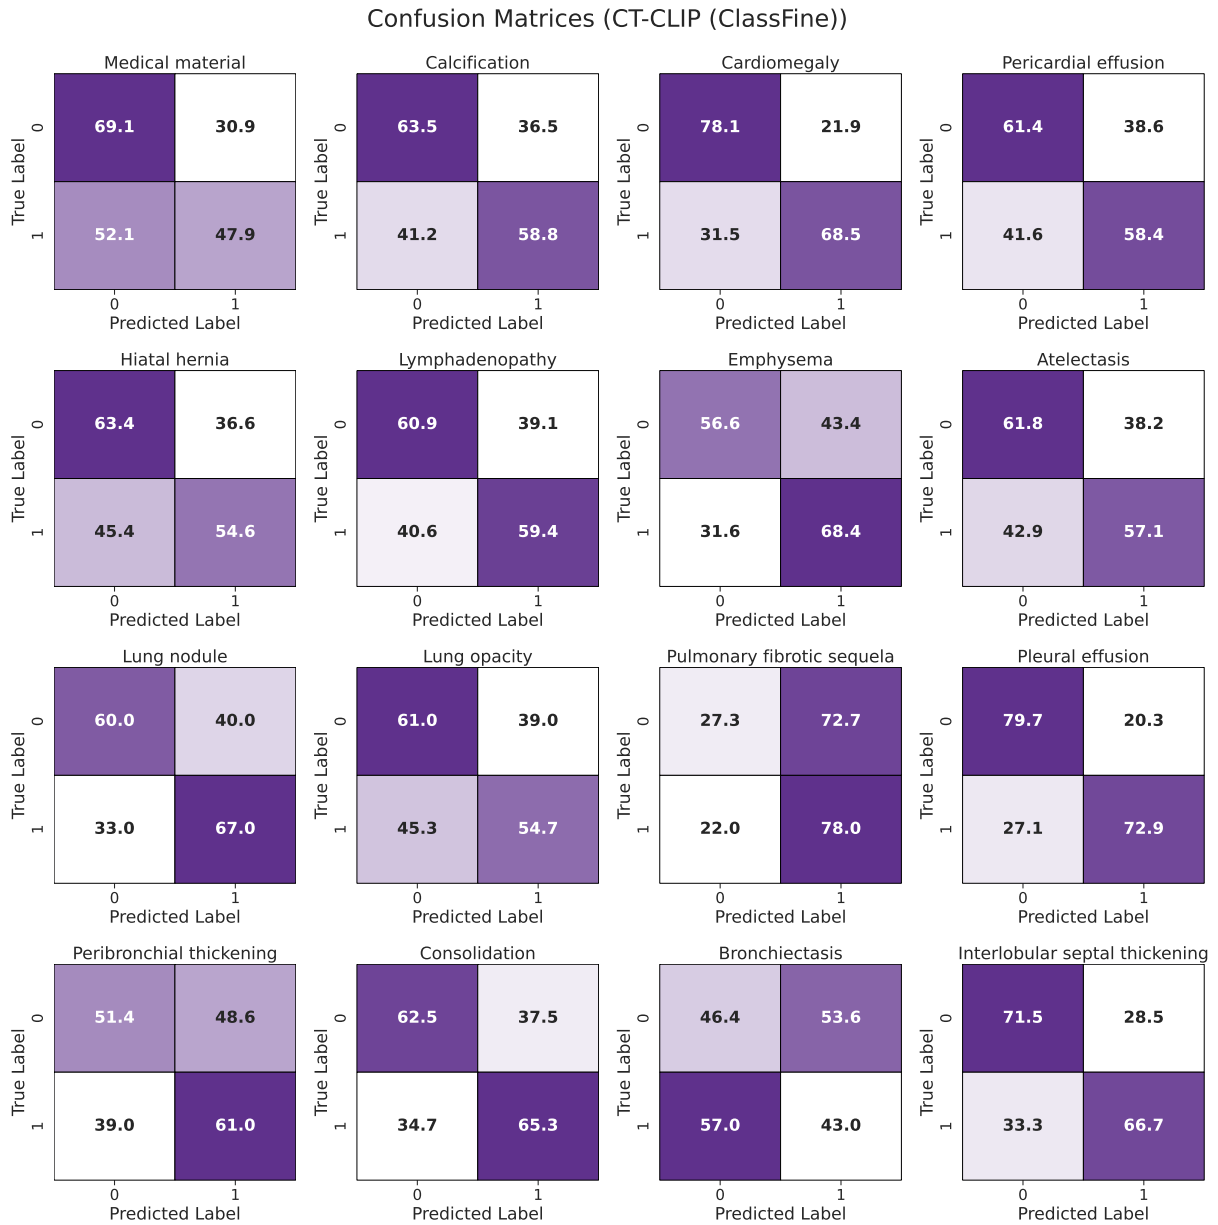 Confusion Matrices (CT-CLIP (ClassFine))
Medical material
True Label
0
69.1 30.9
1
52.1 47.9
0 1
Predicted Label
Calcification
True Label
0
63.5 36.5
1
41.2 58.8
0 1
Predicted Label
Cardiomegaly
True Label
0
78.1 21.9
1
31.5 68.5
0 1
Predicted Label
Pericardial effusion
True Label
0
61.4 38.6
1
41.6 58.4
0 1
Predicted Label
Hiatal hernia
True Label
0
63.4 36.6
1
45.4 54.6
0 1
Predicted Label
Lymphadenopathy
True Label
0
60.9 39.1
1
40.6 59.4
0 1
Predicted Label
Emphysema
True Label
0
56.6 43.4
1
31.6 68.4
0 1
Predicted Label
Atelectasis
True Label
0
61.8 38.2
1
42.9 57.1
0 1
Predicted Label
Lung nodule
True Label
0
60.0 40.0
1
33.0 67.0
0 1
Predicted Label
Lung opacity
True Label
0
61.0 39.0
1
45.3 54.7
0 1
Predicted Label
Pulmonary fibrotic sequela
True Label
0
27.3 72.7
1
22.0 78.0
0 1
Predicted Label
Pleural effusion
True Label
0
79.7 20.3
1
27.1 72.9
0 1
Predicted Label
Peribronchial thickening
True Label
0
51.4 48.6
1
39.0 61.0
0 1
Predicted Label
Consolidation
True Label
0
62.5 37.5
1
34.7 65.3
0 1
Predicted Label
Bronchiectasis
True Label
0
46.4 53.6
1
57.0 43.0
0 1
Predicted Label
Interlobular septal thickening
True Label
0
71.5 28.5
1
33.3 66.7
0 1
Predicted Label